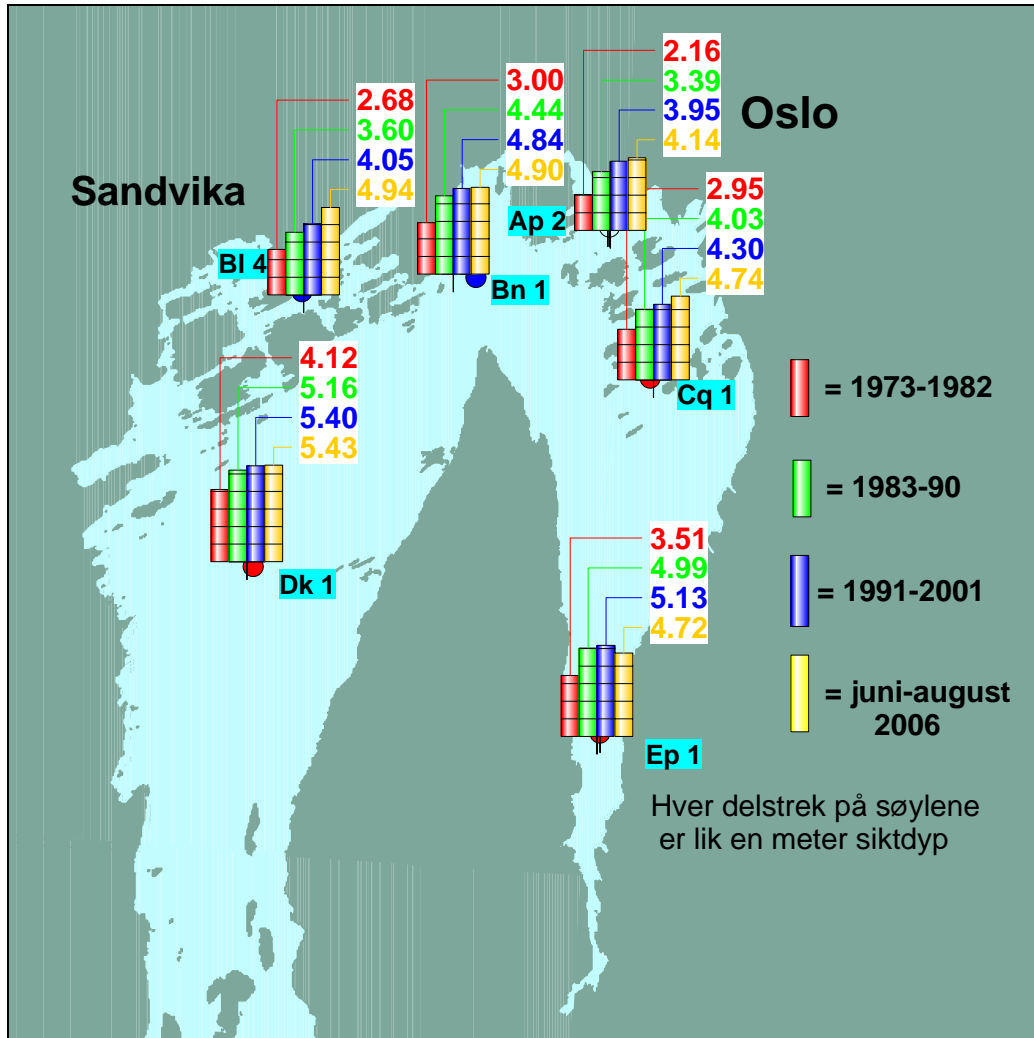 2.16
3.39
3.95
4.14
Oslo
3.00
4.44
4.84
4.90
2.68
3.60
4.05
4.94
Sandvika
2.95
4.03
4.30
4.74
Ap 2
Bl 4
Bn 1
Cq 1
4.12
5.16
5.40
5.43
Dk 1
3.51
4.99
5.13
4.72
Ep 1
= 1973-1982
= 1983-90
= 1991-2001
= juni-august
2006
Hver delstrek på søylene
er lik en meter siktdyp